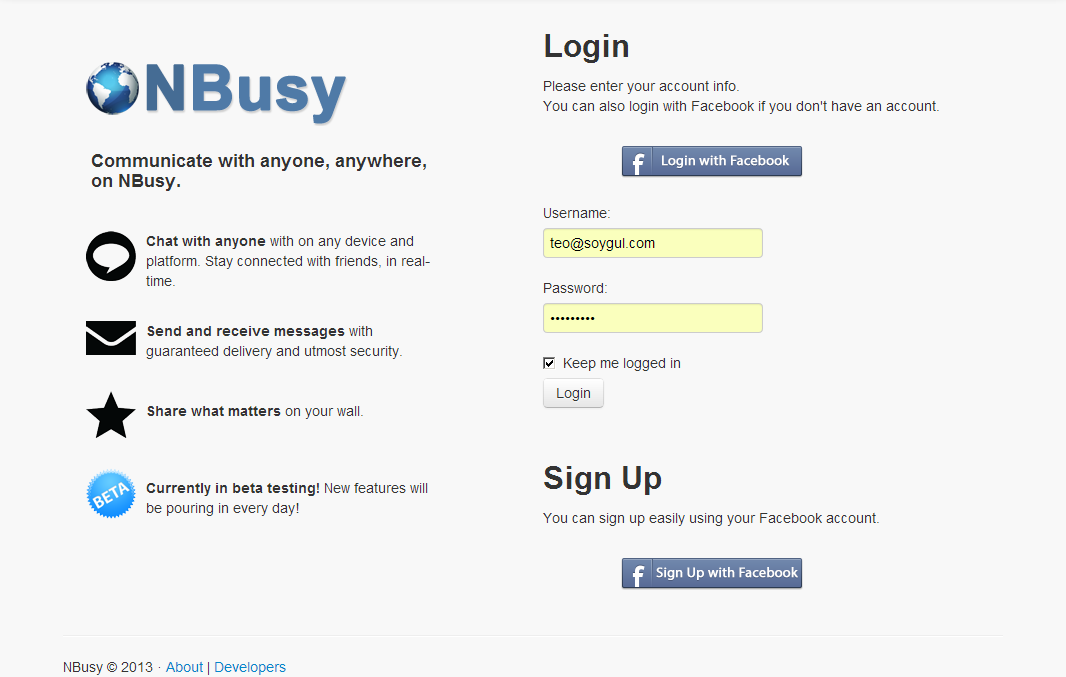 NBusy
Communicate with anyone, anywhere,
on NBusy.
Chat with anyone with on any device and
platform. Stay connected with friends, in real-
time.
Send and receive messages with
guaranteed delivery and utmost security.
Share what matters on your wall.
BETA
Currently in beta testing! New features will
be pouring in every day!
Login
Please enter your account info.
You can also login with Facebook if you don't have an account.
f Login with Facebook
Username:
teo@soygul.com
Password:
•••••••••
Keep me logged in
Login
Sign Up
You can sign up easily using your Facebook account.
f Sign Up with Facebook
NBusy © 2013 · About | Developers